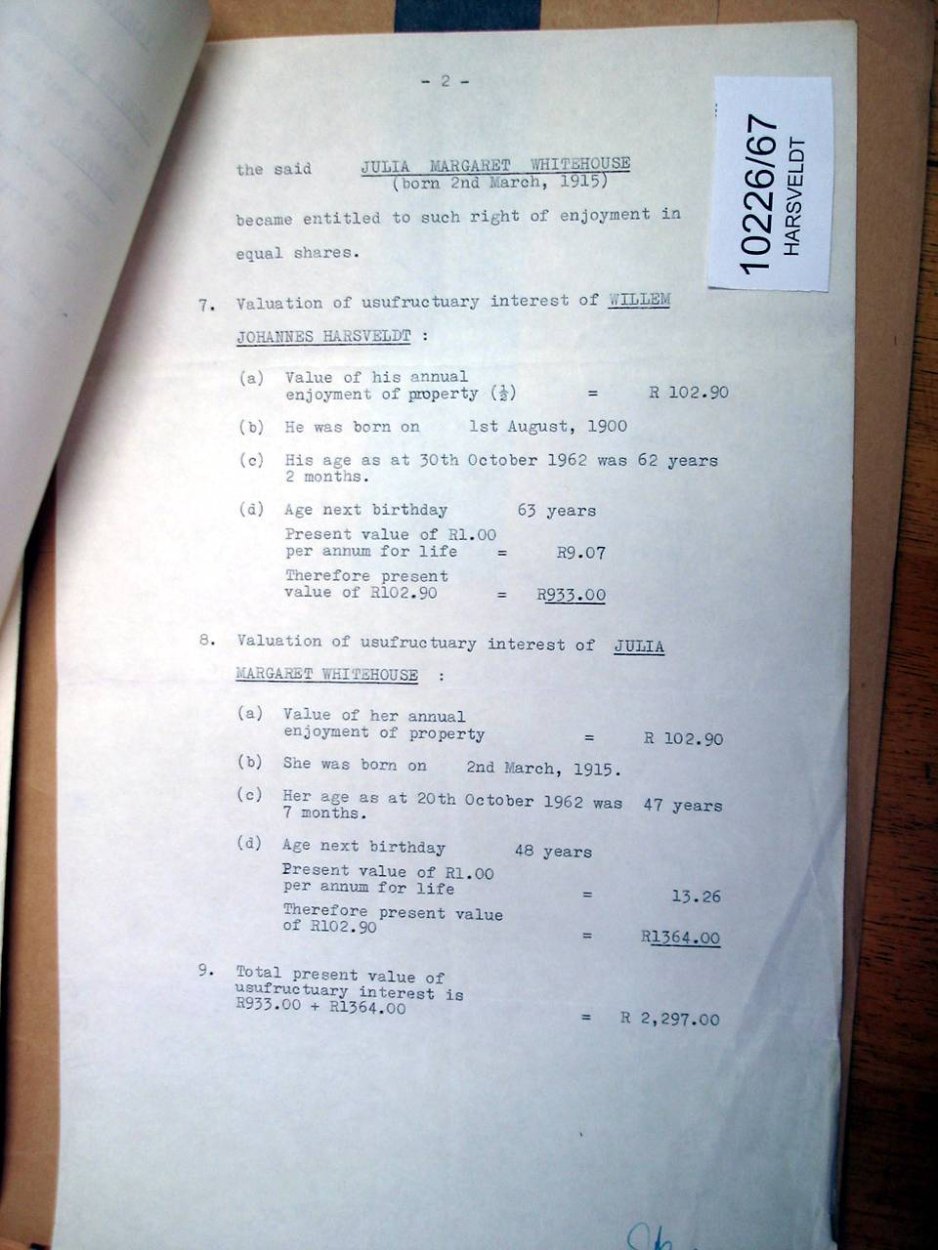 - 2 -
10226/67
HARSVELDT
the said JULIA MARGARET WHITEHOUSE
(born 2nd March, 1915)
became entitled to such right of enjoyment in
equal shares.
7. Valuation of usufructuary interest of WILLEM
JOHANNES HARSVELDT :
(a) Value of his annual
enjoyment of property (½) = R 102.90
(b) He was born on 1st August, 1900
(c) His age as at 30th October 1962 was 62 years
2 months.
(d) Age next birthday 63 years
Present value of R1.00
per annum for life = R9.07
Therefore present
value of R102.90 = R933.00
8. Valuation of usufructuary interest of JULIA
MARGARET WHITEHOUSE :
(a) Value of her annual
enjoyment of property = R 102.90
(b) She was born on 2nd March, 1915.
(c) Her age as at 20th October 1962 was 47 years
7 months.
(d) Age next birthday 48 years
Present value of R1.00
per annum for life = 13.26
Therefore present value
of R102.90 = R1364.00
9. Total present value of
usufructuary interest is
R933.00 + R1364.00 = R 2,297.00